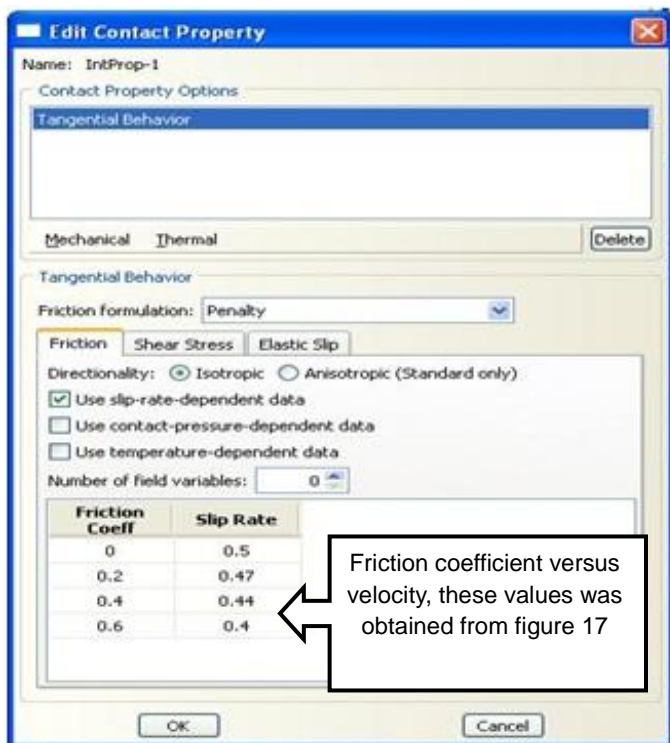 Edit Contact Property
Name: IntProp-1
Contact Property Options
Tangential Behavior
Mechanical Thermal Delete
Tangential Behavior
Friction formulation: Penalty
Friction Shear Stress Elastic Slip
Directionality: Isotropic Anisotropic (Standard only)
Use slip-rate-dependent data
Use contact-pressure-dependent data
Use temperature-dependent data
Number of field variables: 0
Friction
Coeff Slip Rate
0 0.5
0.2 0.47
0.4 0.44
0.6 0.4
Friction coefficient versus
velocity, these values was
obtained from figure 17
OK Cancel